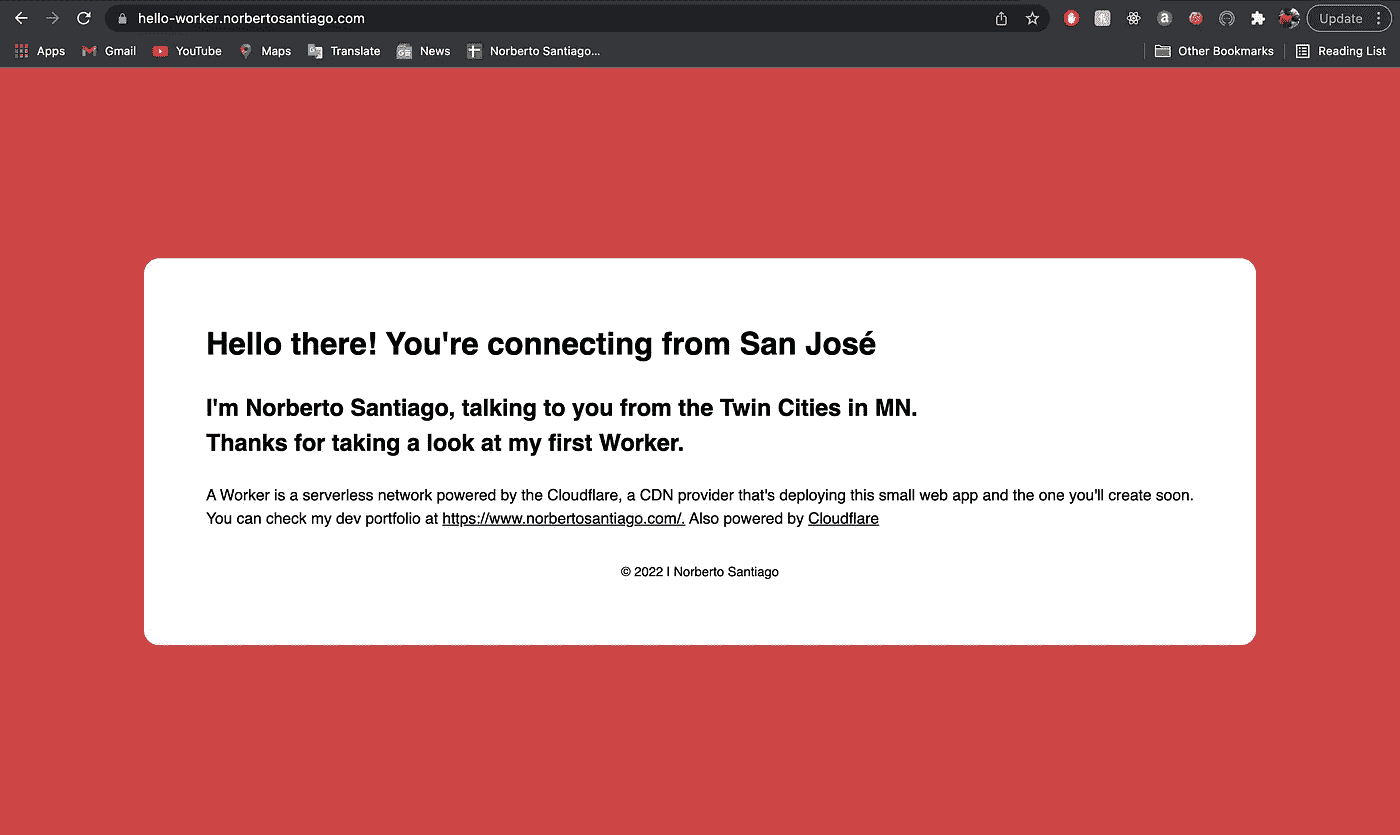 hello-worker.norbertosantiago.com
Update
Apps Gmail YouTube Maps Translate News Norberto Santiago... Other Bookmarks Reading List
Hello there! You're connecting from San José
I'm Norberto Santiago, talking to you from the Twin Cities in MN.
Thanks for taking a look at my first Worker.
A Worker is a serverless network powered by the Cloudflare, a CDN provider that's deploying this small web app and the one you'll create soon.
You can check my dev portfolio at https://www.norbertosantiago.com/. Also powered by Cloudflare
© 2022 | Norberto Santiago